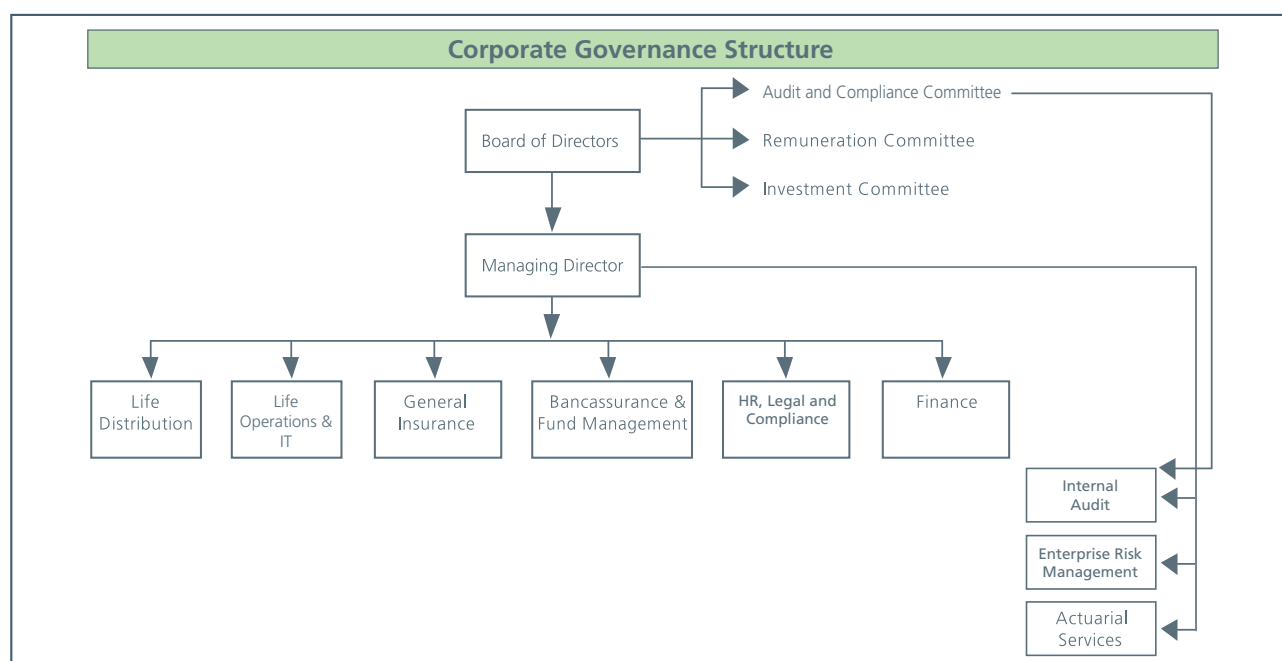 Corporate Governance Structure
Audit and Compliance Committee
Board of Directors
Remuneration Committee
Investment Committee
Managing Director
Life
Distribution
Life
Operations &
IT
General
Insurance
Bancassurance &
Fund Management
HR, Legal and
Compliance
Finance
Internal
Audit
Enterprise Risk
Management
Actuarial
Services